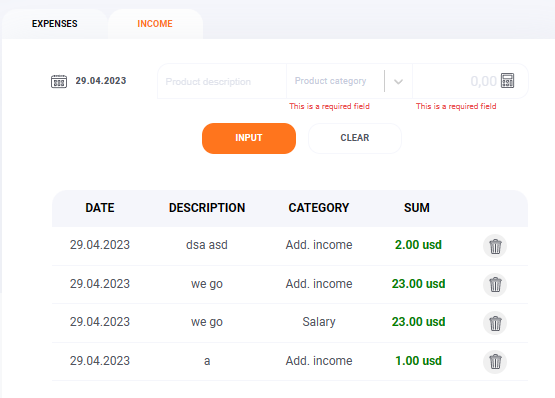 EXPENSES INCOME
29.04.2023 Product description Product category 0,00
This is a required field This is a required field
INPUT CLEAR
DATE DESCRIPTION CATEGORY SUM
29.04.2023 dsa asd Add. income 2.00 usd
29.04.2023 we go Add. income 23.00 usd
29.04.2023 we go Salary 23.00 usd
29.04.2023 a Add. income 1.00 usd